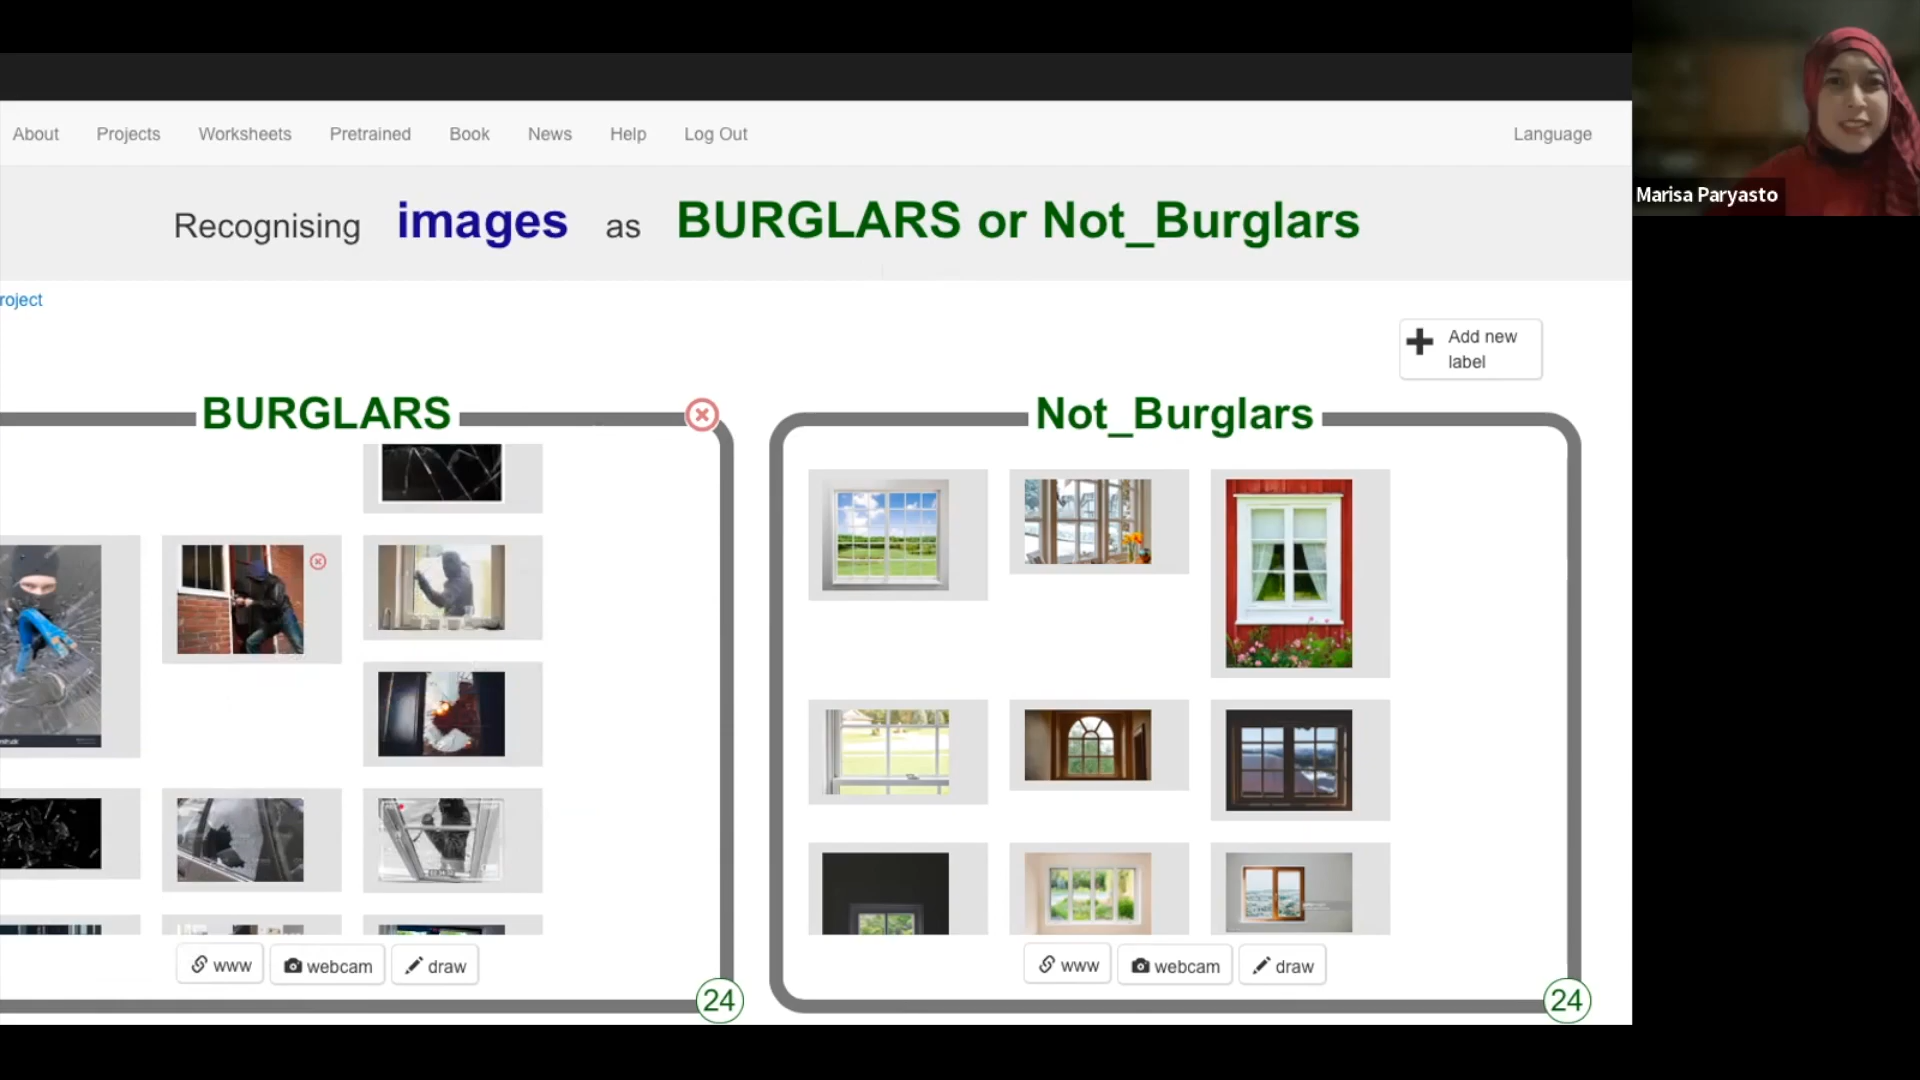 About Projects Worksheets Pretrained Book News Help Log Out Language
Marisa Paryasto
Recognising images as BURGLARS or Not_Burglars
roject
Add new
label
BURGLARS
Not_Burglars
www webcam draw
www webcam draw
24
24